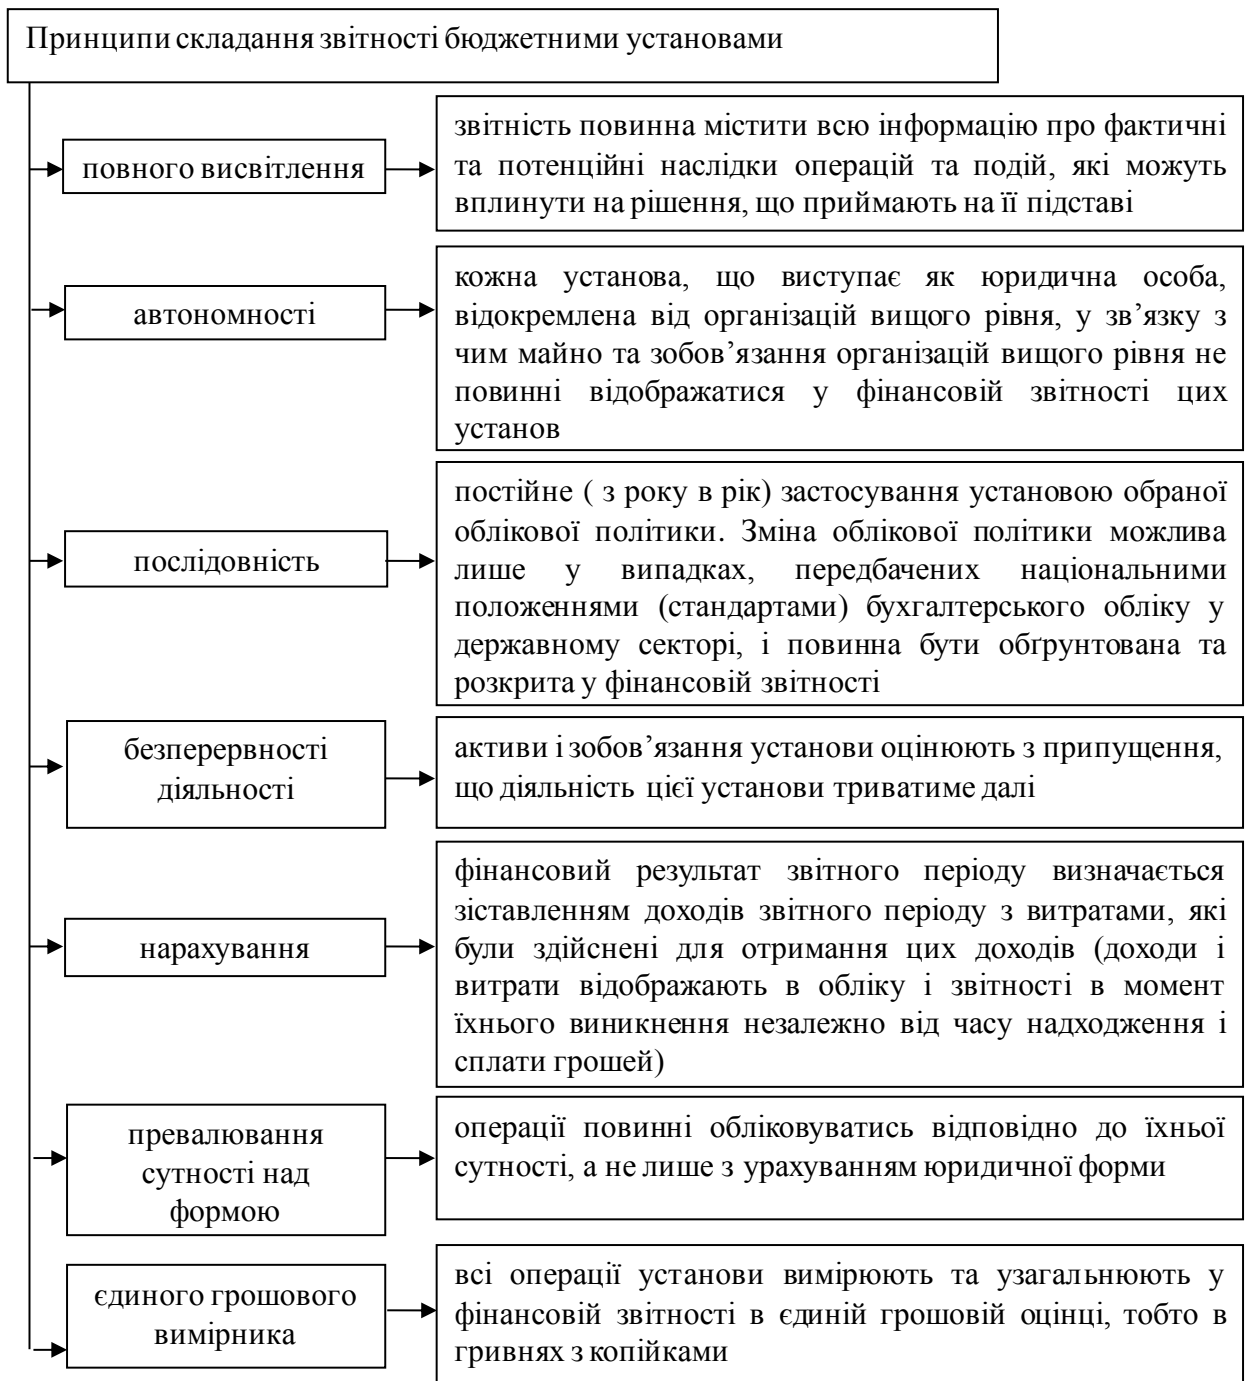 Принципи складання звітності бюджетними установами
повного висвітлення
звітність повинна містити всю інформацію про фактичні
та потенційні наслідки операцій та подій, які можуть
вплинути на рішення, що приймають на її підставі
автономності
кожна установа, що виступає як юридична особа,
відокремлена від організацій вищого рівня, у зв’язку з
чим майно та зобов’язання організацій вищого рівня не
повинні відображатися у фінансовій звітності цих
установ
послідовність
постійне ( з року в рік) застосування установою обраної
облікової політики. Зміна облікової політики можлива
лише у випадках, передбачених національними
положеннями (стандартами) бухгалтерського обліку у
державному секторі, і повинна бути обґрунтована та
розкрита у фінансовій звітності
безперервності
діяльності
активи і зобов’язання установи оцінюють з припущення,
що діяльність цієї установи триватиме далі
нарахування
фінансовий результат звітного періоду визначається
зіставленням доходів звітного періоду з витратами, які
були здійснені для отримання цих доходів (доходи і
витрати відображають в обліку і звітності в момент
їхнього виникнення незалежно від часу надходження і
сплати грошей)
превалювання
сутності над
формою
операції повинні обліковуватись відповідно до їхньої
сутності, а не лише з урахуванням юридичної форми
єдиного грошового
вимірника
всі операції установи вимірюють та узагальнюють у
фінансовій звітності в єдиній грошовій оцінці, тобто в
гривнях з копійками